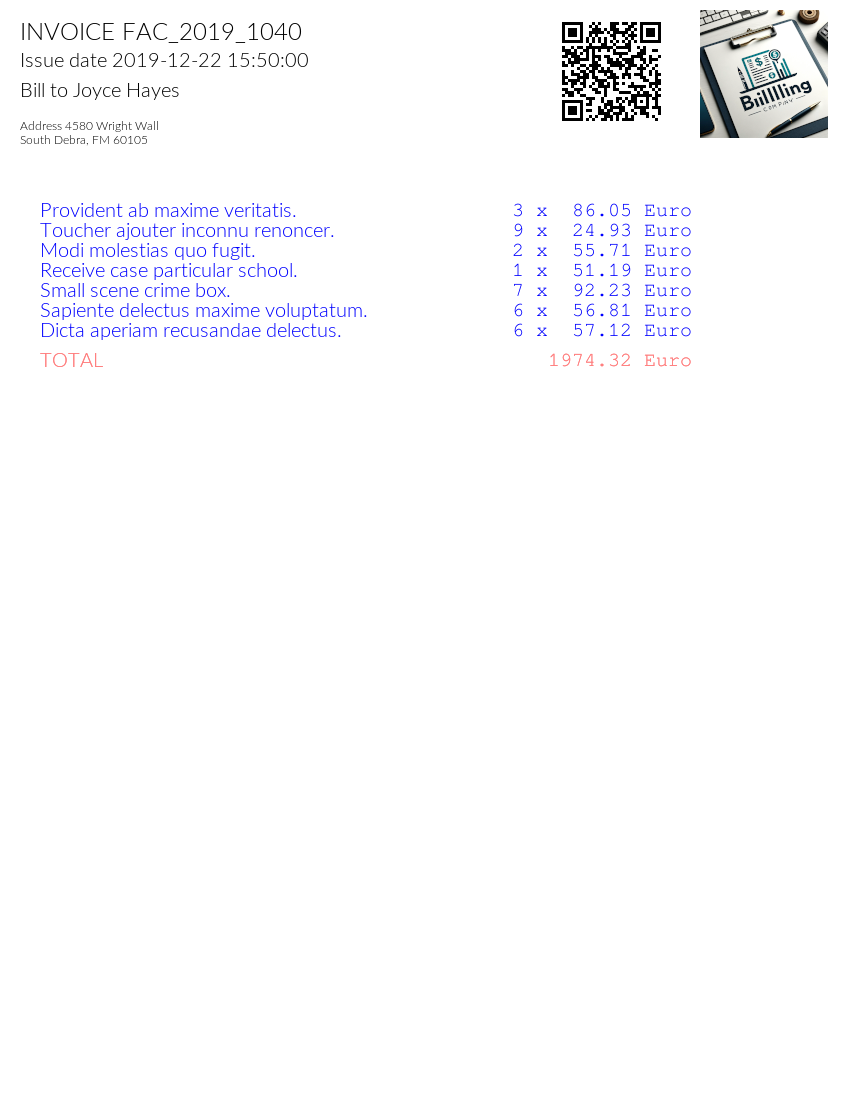 INVOICE FAC_2019_1040
Issue date 2019-12-22 15:50:00
Bill to Joyce Hayes
Address 4580 Wright Wall
South Debra, FM 60105
Biilllling
COMPANY
Provident ab maxime veritatis. 3 x 86.05 Euro
Toucher ajouter inconnu renoncer. 9 x 24.93 Euro
Modi molestias quo fugit. 2 x 55.71 Euro
Receive case particular school. 1 x 51.19 Euro
Small scene crime box. 7 x 92.23 Euro
Sapiente delectus maxime voluptatum. 6 x 56.81 Euro
Dicta aperiam recusandae delectus. 6 x 57.12 Euro
TOTAL 1974.32 Euro